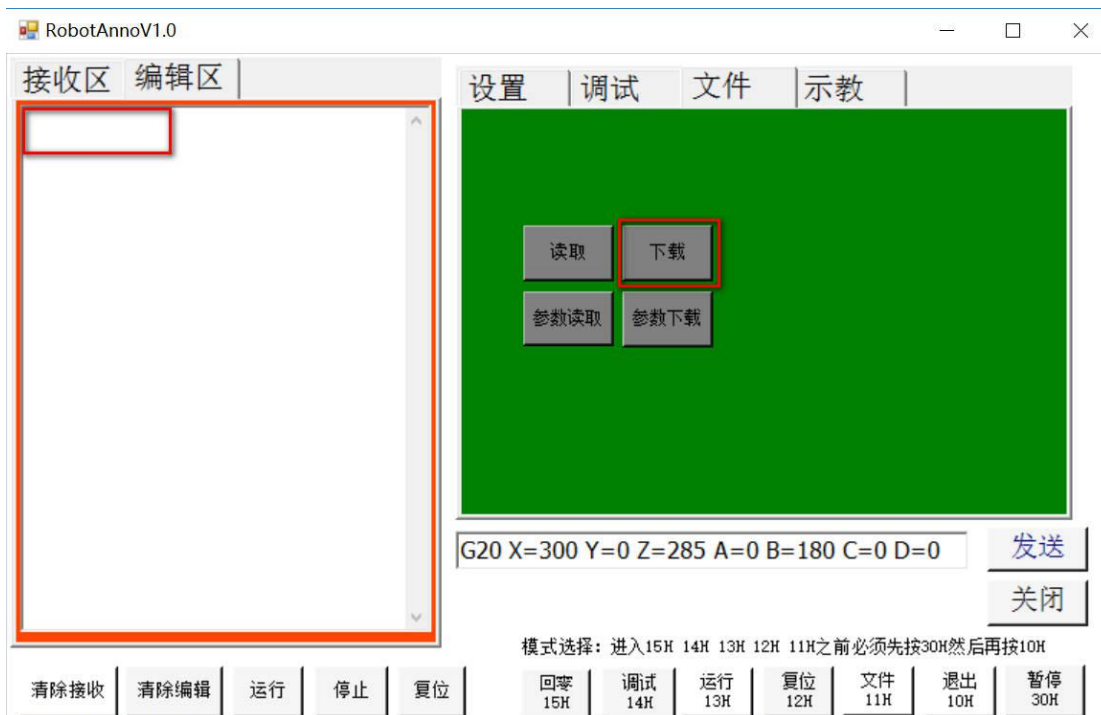 RobotAnnoV1.0
接收区 编辑区
设置 调试 文件 示教
读取 下载
参数读取 参数下载
G20 X=300 Y=0 Z=285 A=0 B=180 C=0 D=0 发送
关闭
模式选择：进入15H 14H 13H 12H 11H之前必须先按30H然后再按10H
清除接收 清除编辑 运行 停止 复位 回零 调试 运行 复位 文件 退出 暂停
15H 14H 13H 12H 11H 10H 30H